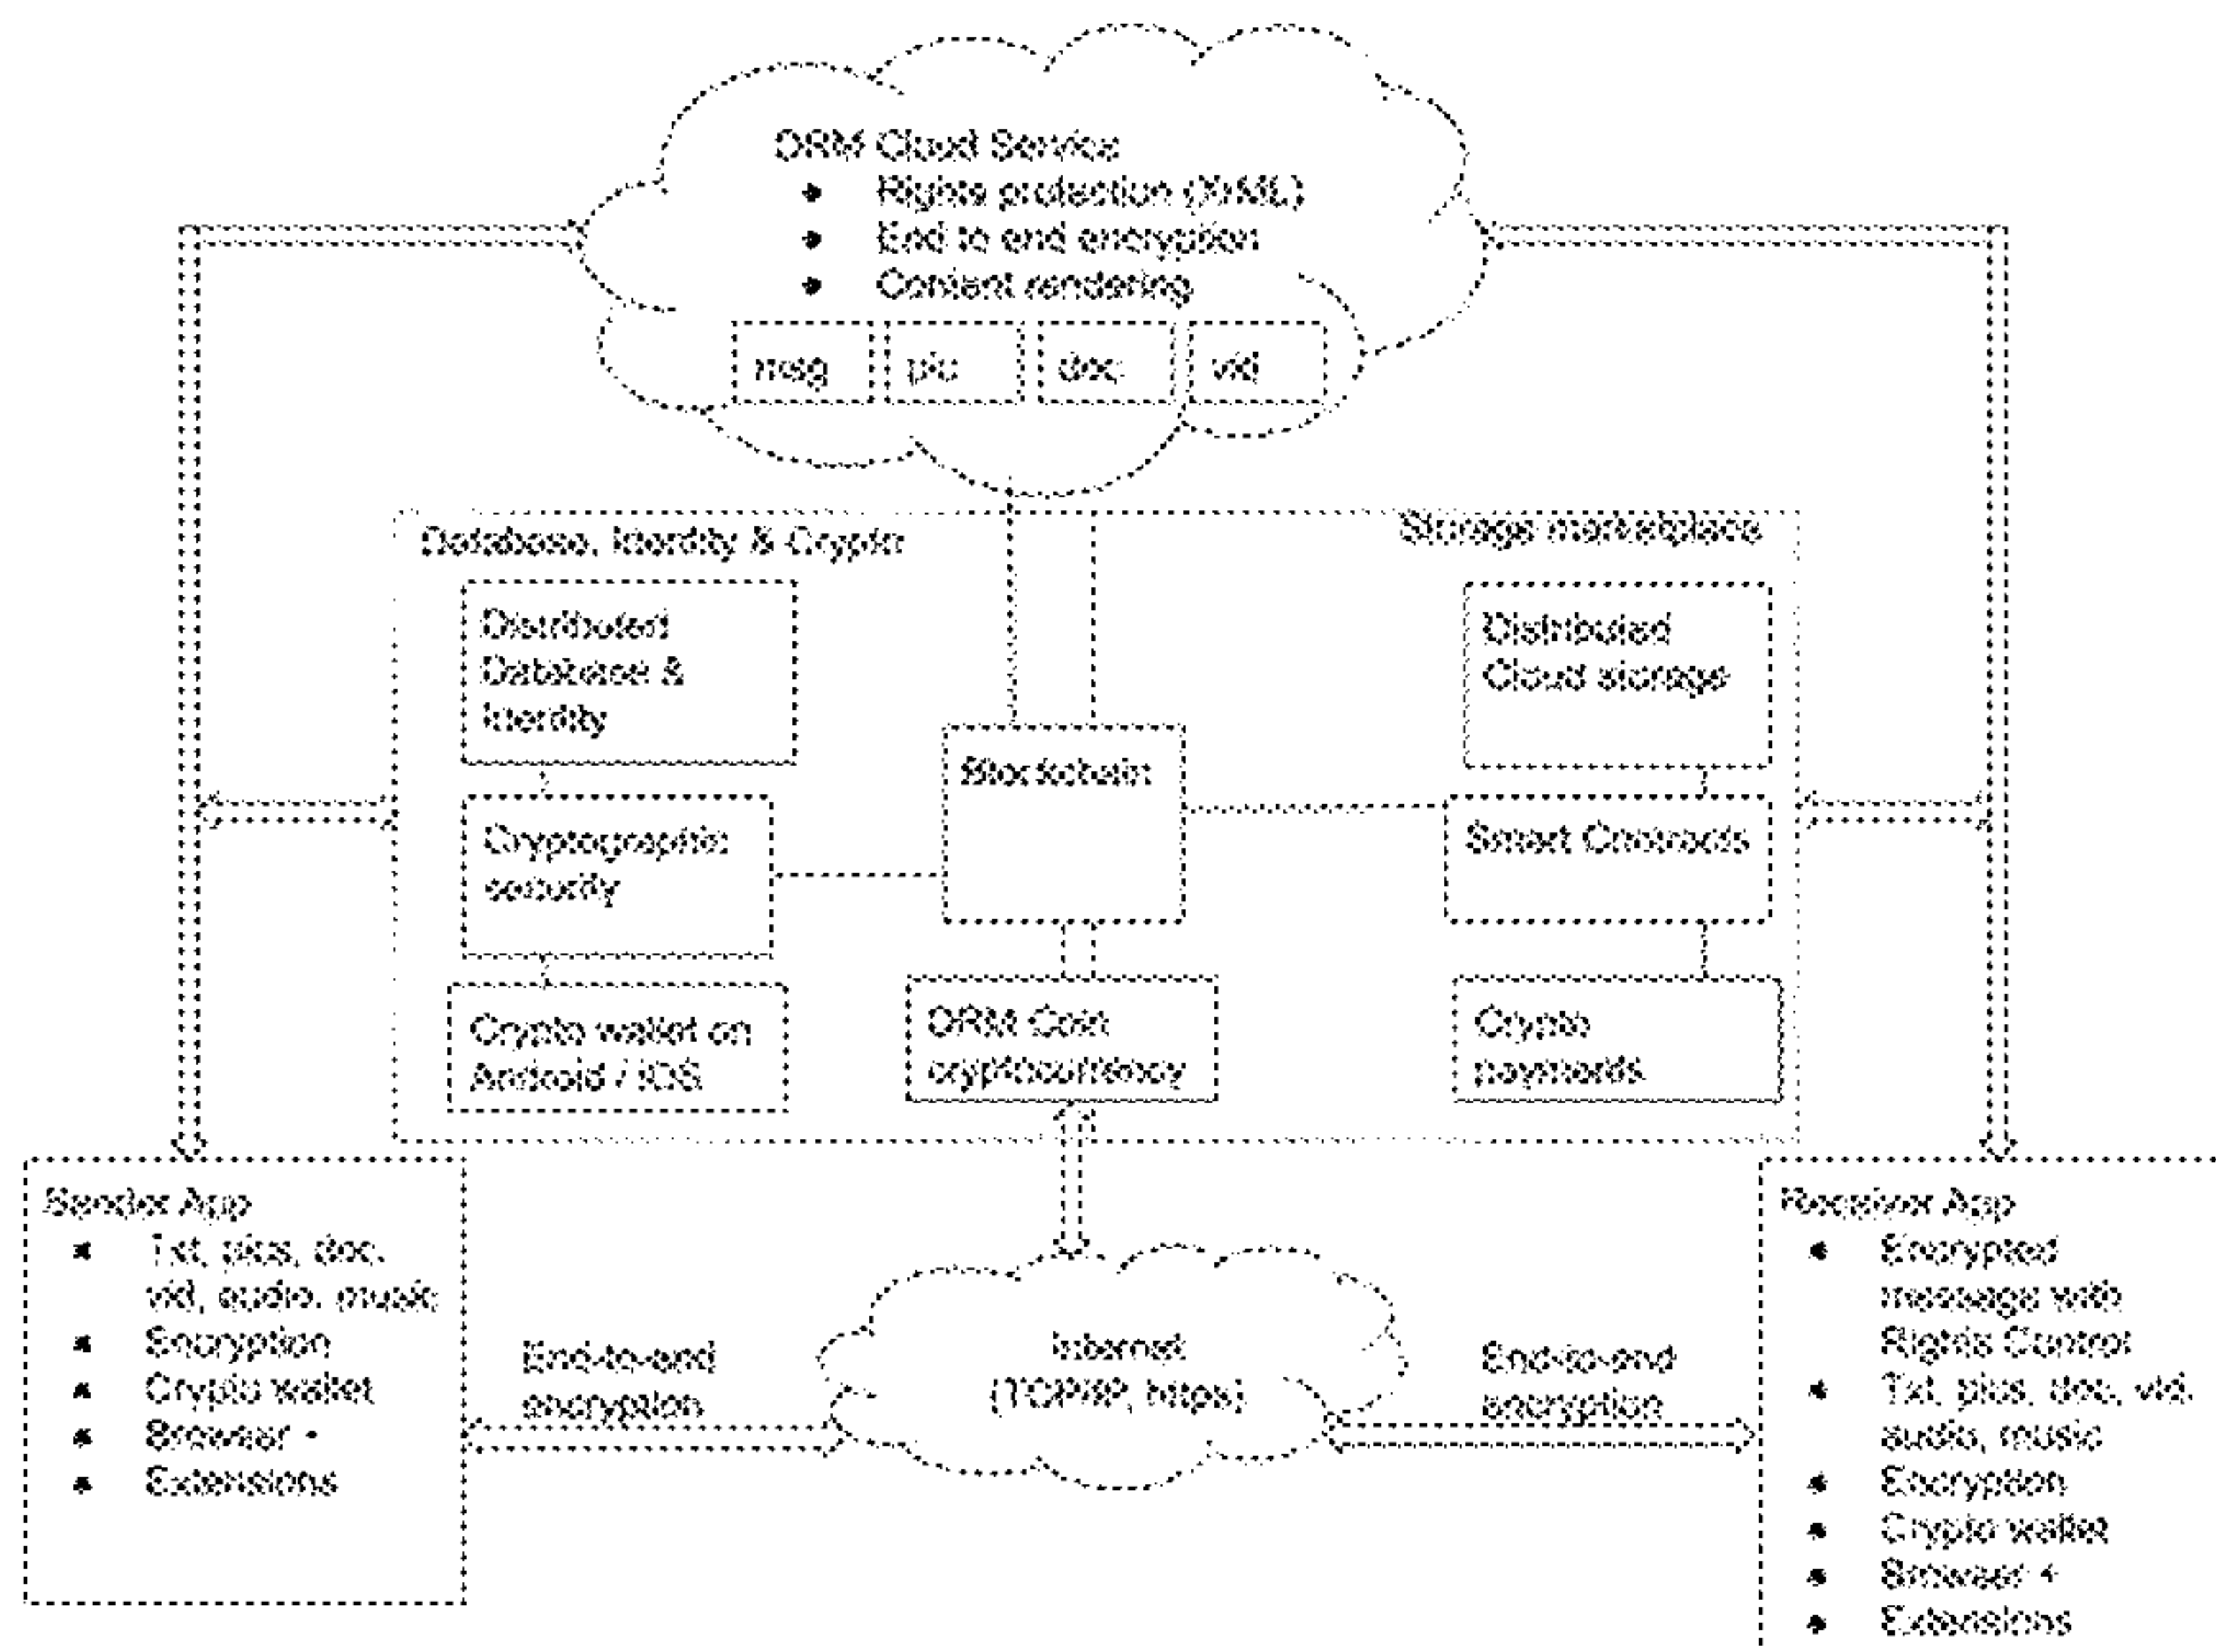 DRM Cloud Service
Rights protection
End to end encryption
Content rendering
msg
pic
doc
vid
Database, Identity & Crypto
Storage marketplace
Distributed
Database &
Identity
Distributed
Cloud storage
Blockchain
Cryptographic
security
Smart Contracts
Crypto wallet on
Android / iOS
DRM Coin
cryptocurrency
Crypto
payments
Sender App
Txt, pics, doc,
vid, audio, music
Encryption
Crypto wallet
Browser +
Extensions
End-to-end
encryption
Internet
(TCP/IP, https)
End-to-end
encryption
Receiver App
Encrypted
message with
Rights Control
Txt, pics, doc, vid,
audio, music
Encryption
Crypto wallet
Browser +
Extensions